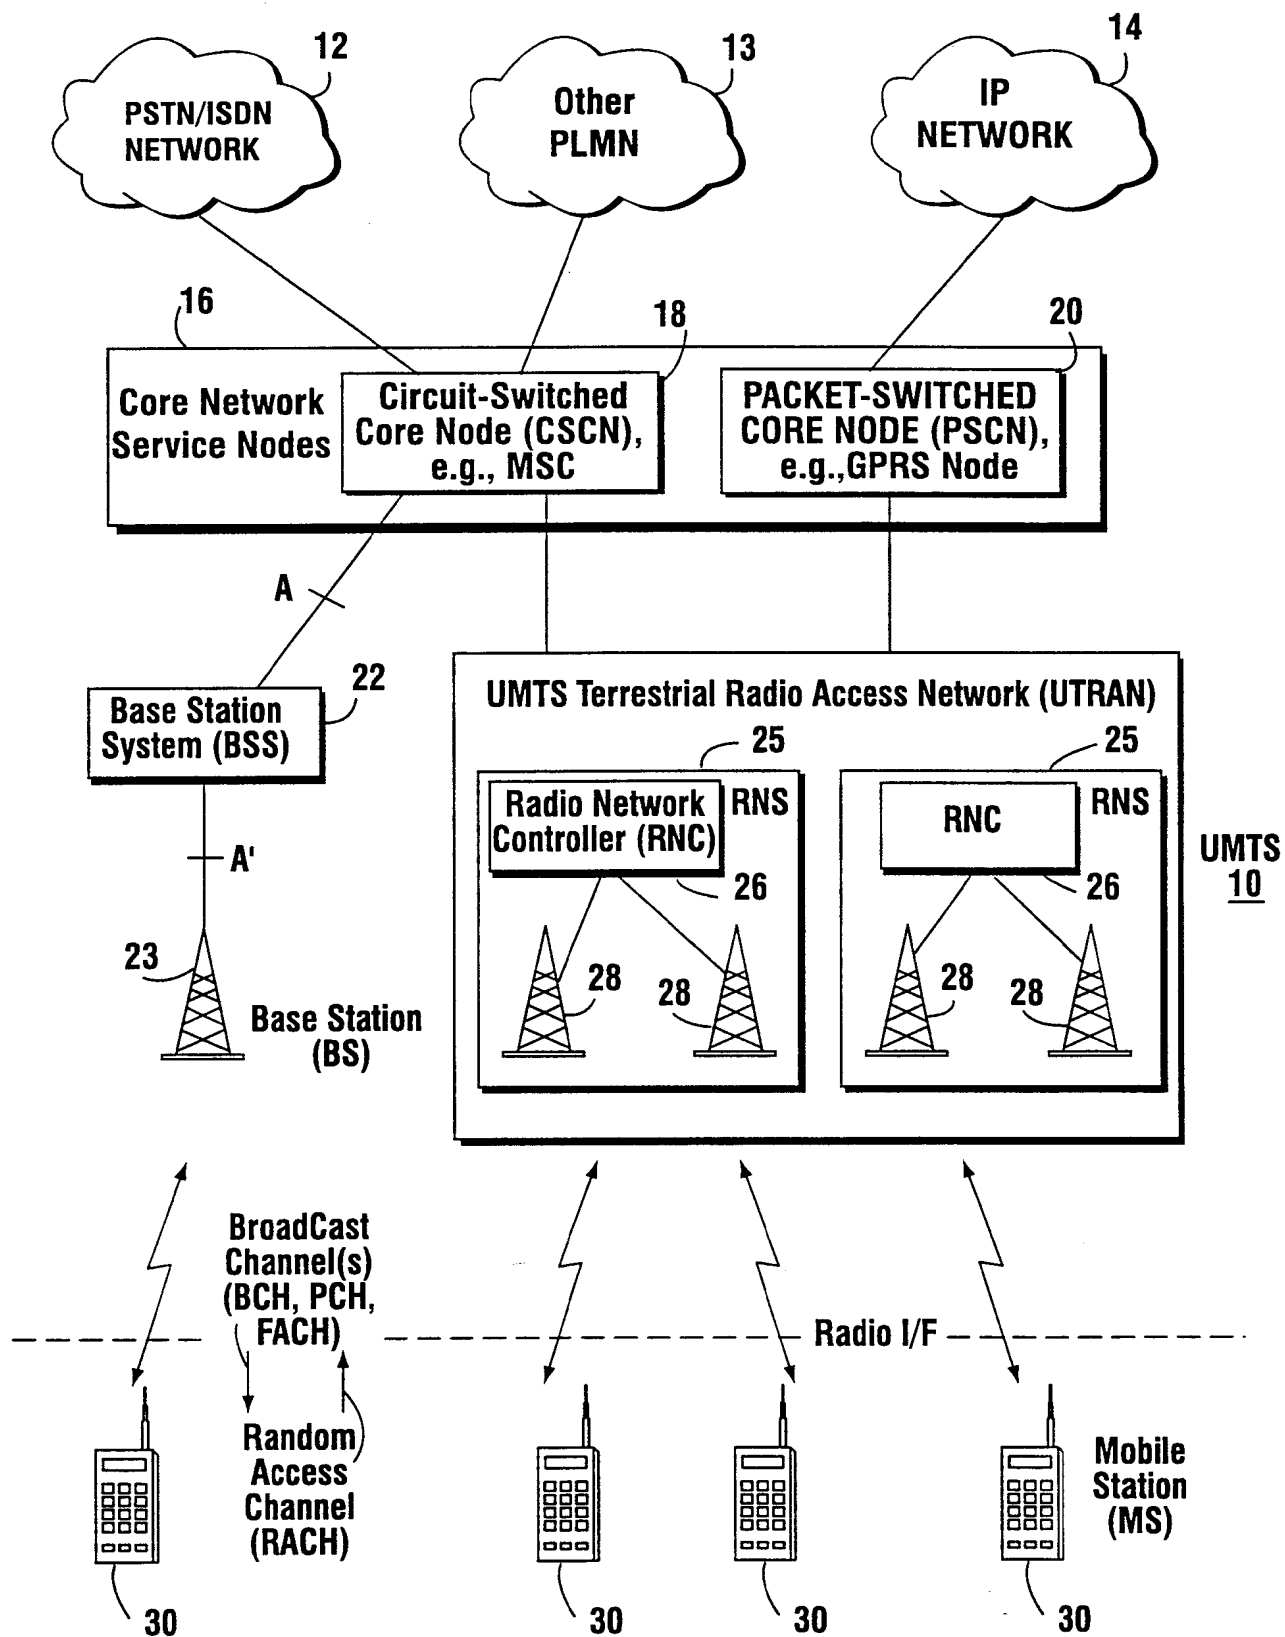 12
13
14
PSTN/ISDN
NETWORK
Other
PLMN
IP
NETWORK
16
18
20
Core Network
Service Nodes
Circuit-Switched
Core Node (CSCN),
e.g., MSC
PACKET-SWITCHED
CORE NODE (PSCN),
e.g.,GPRS Node
A
22
Base Station
System (BSS)
UMTS Terrestrial Radio Access Network (UTRAN)
25
25
Radio Network
Controller (RNC)
RNS
RNC
RNS
UMTS
10
A'
26
26
23
28
28
28
28
Base Station
(BS)
BroadCast
Channel(s)
(BCH, PCH,
FACH)
Radio I/F
Random
Access
Channel
(RACH)
Mobile
Station
(MS)
30
30
30
30